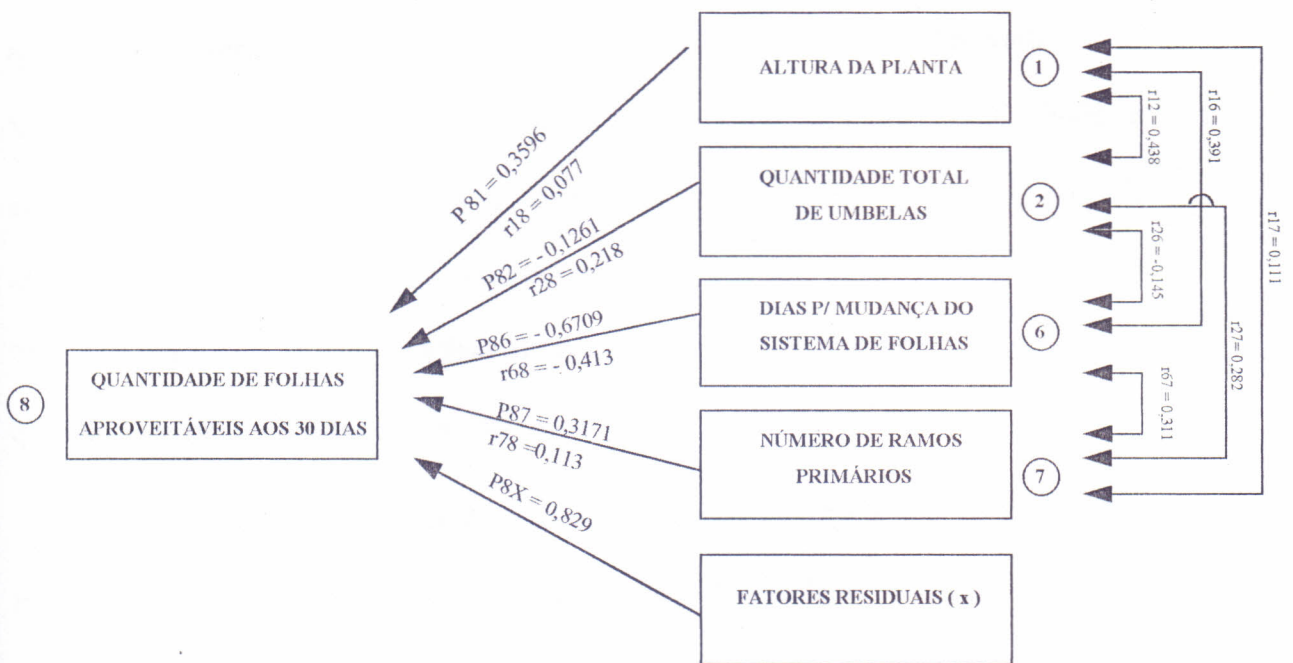 ALTURA DA PLANTA
1
QUANTIDADE TOTAL
DE UMBELAS
2
DIAS P/ MUDANÇA DO
SISTEMA DE FOLHAS
6
NÚMERO DE RAMOS
PRIMÁRIOS
7
FATORES RESIDUAIS ( x )
8
QUANTIDADE DE FOLHAS
APROVEITÁVEIS AOS 30 DIAS
P 81 = 0,3596
r18 = 0,077
P82 = - 0,1261
r28 = 0,218
P86 = - 0,6709
r68 = - 0,413
P87 = 0,3171
r78 =0,113
P8X = 0,829
r12 = 0,438
r16 = 0,391
r26 = -0,145
r17 = 0,111
r27= 0,282
r67 = 0,311